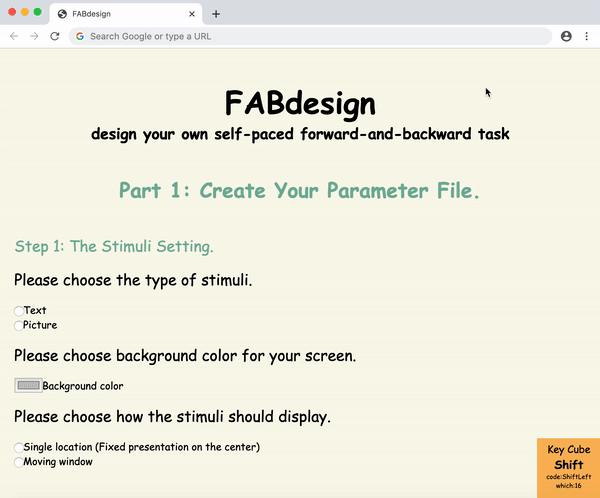 FABdesign
Search Google or type a URL
FABdesign
design your own self-paced forward-and-backward task
Part 1: Create Your Parameter File.
Step 1: The Stimuli Setting.
Please choose the type of stimuli.
Text
Picture
Please choose background color for your screen.
Background color
Please choose how the stimuli should display.
Single location (Fixed presentation on the center)
Moving window
Key Cube
Shift
code:ShiftLeft
which:16